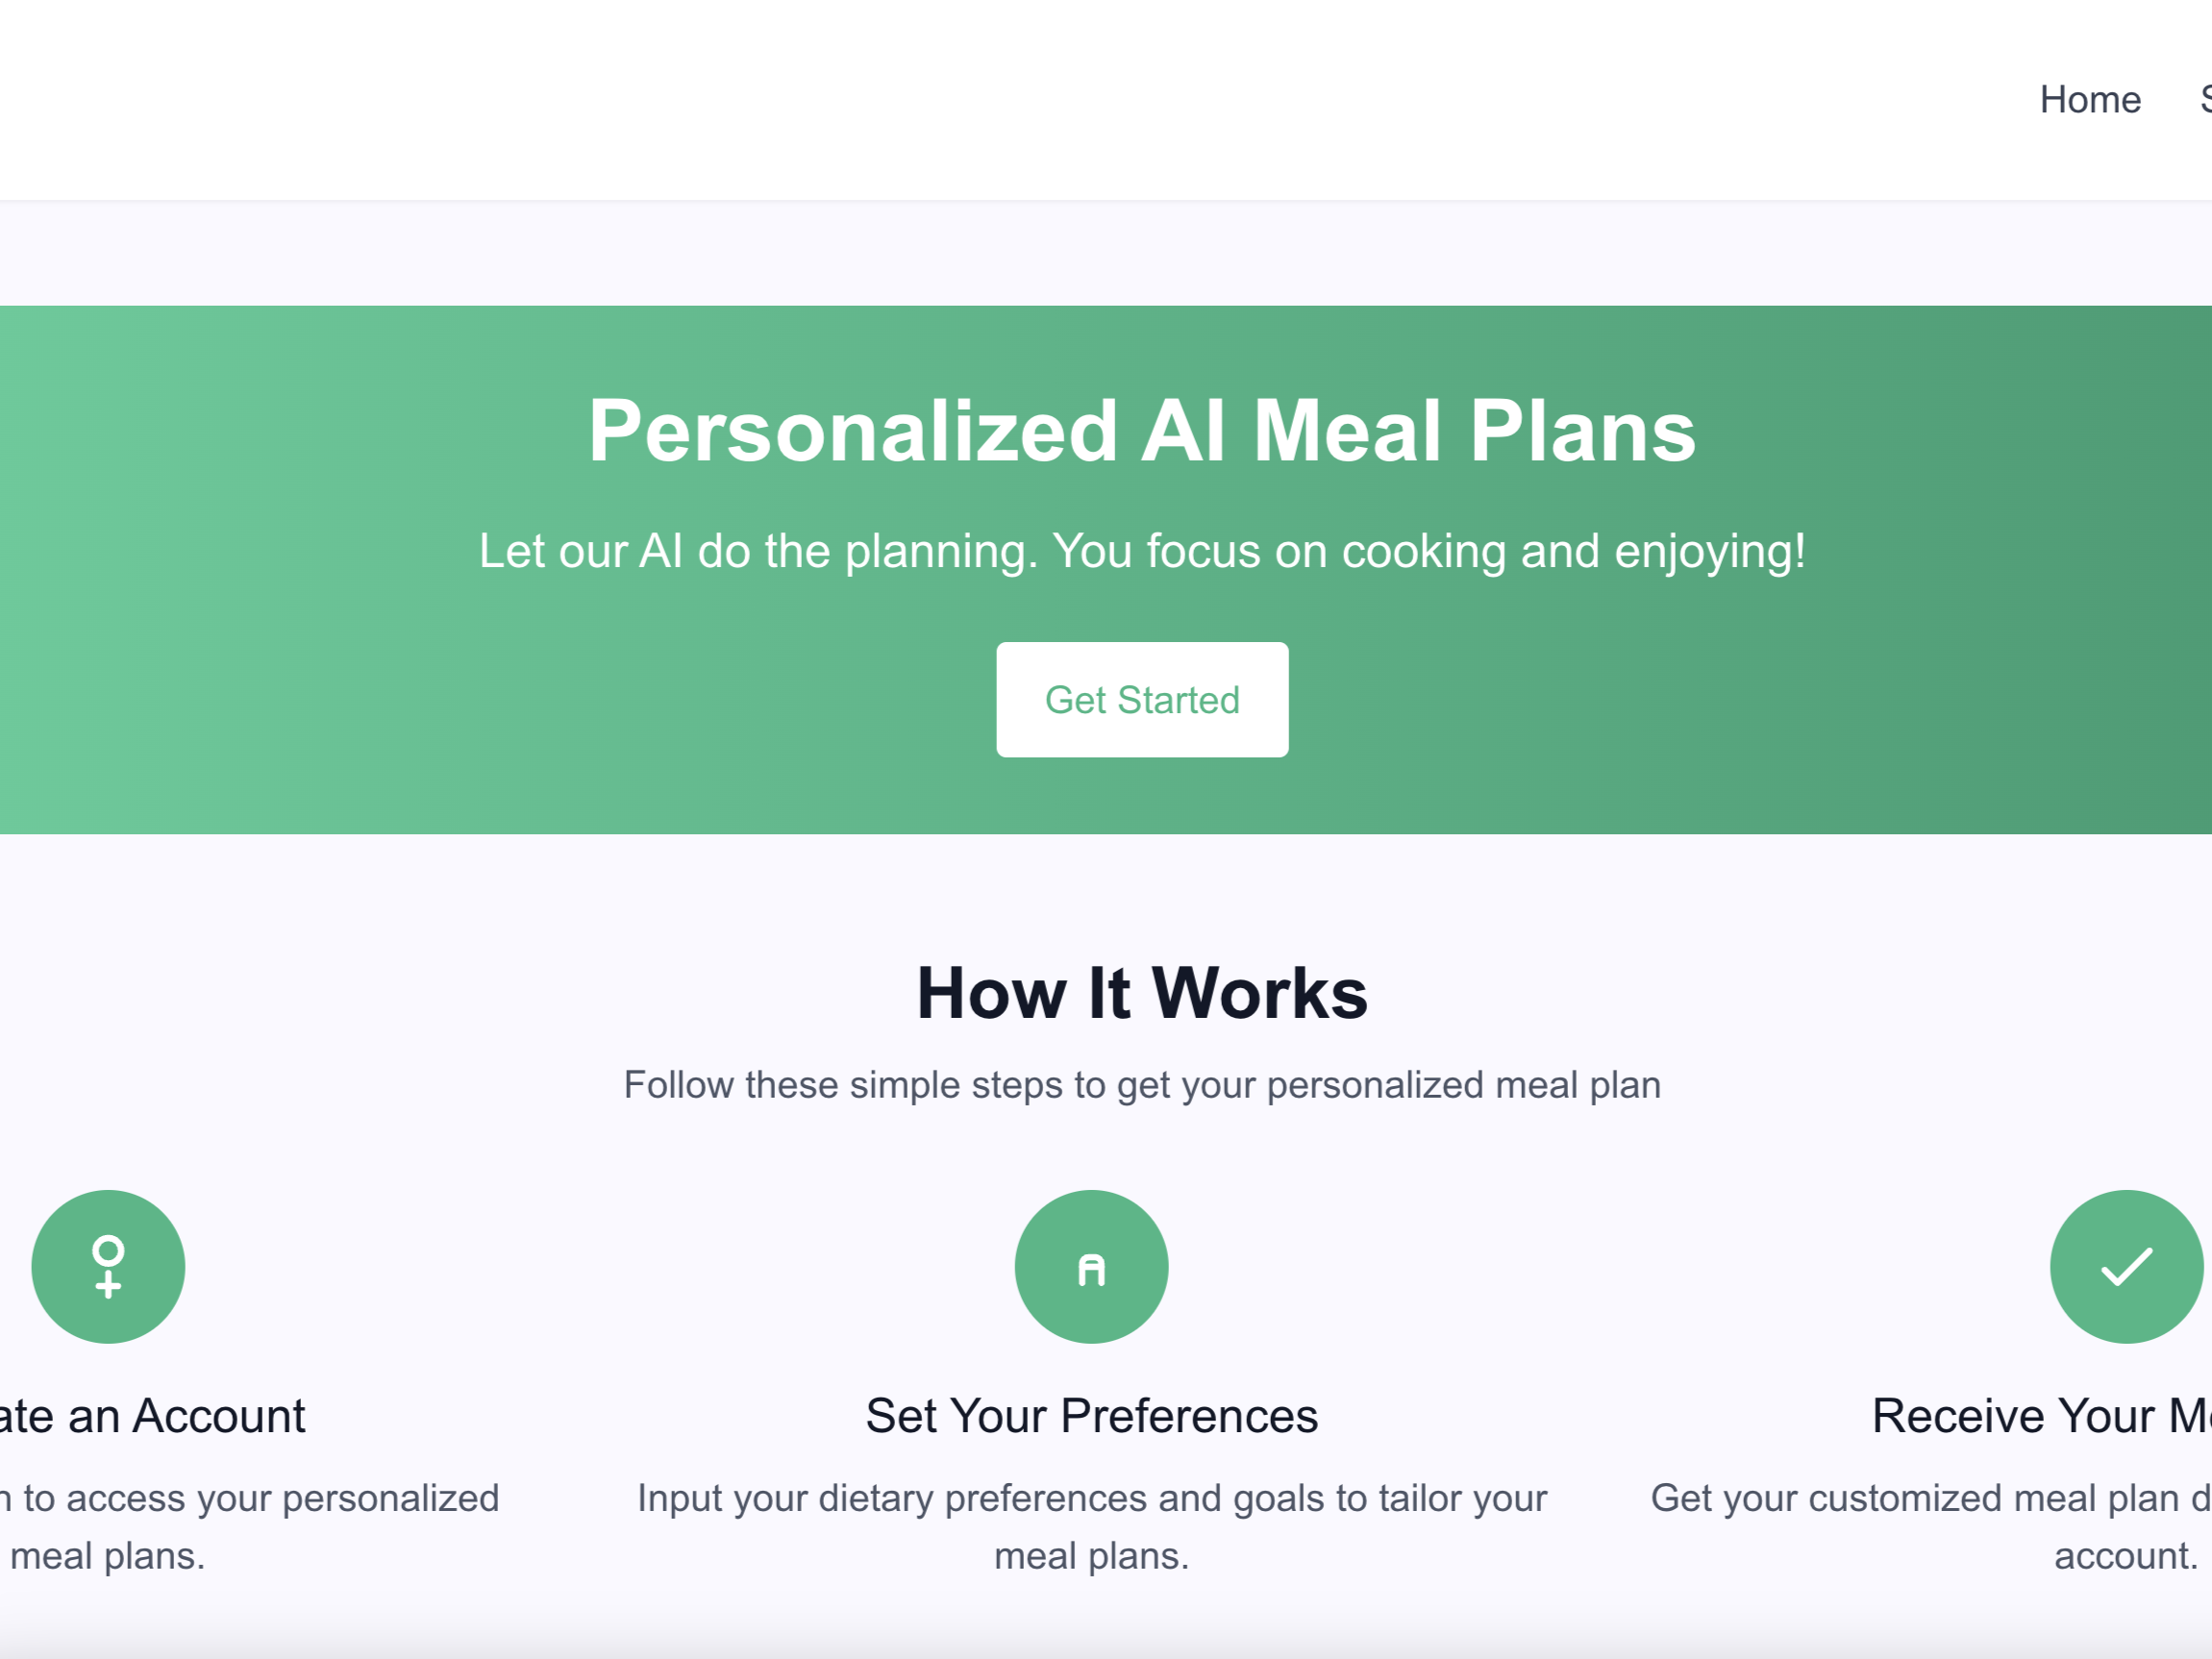 Home
Personalized AI Meal Plans
Let our AI do the planning. You focus on cooking and enjoying!
Get Started
How It Works
Follow these simple steps to get your personalized meal plan
an Account
Set Your Preferences
Receive Your
to access your personalized
meal plans.
Input your dietary preferences and goals to tailor your
meal plans.
Get your customized meal plan
account.